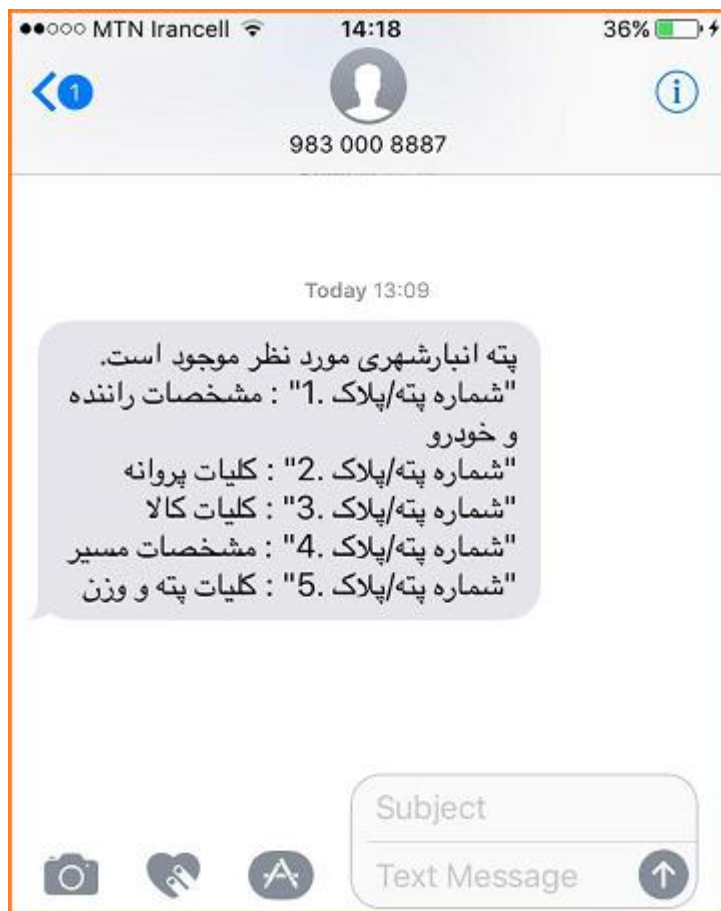 ●●○○○ MTN Irancell 14:18 36%
1
983 000 8887
Today 13:09
پته انبارشهری مورد نظر موجود است.
"شماره پته/پلاک .1" : مشخصات راننده
و خودرو
"شماره پته/پلاک .2" : کلیات پروانه
"شماره پته/پلاک .3" : کلیات کالا
"شماره پته/پلاک .4" : مشخصات مسیر
"شماره پته/پلاک .5" : کلیات پته و وزن
Subject
Text Message